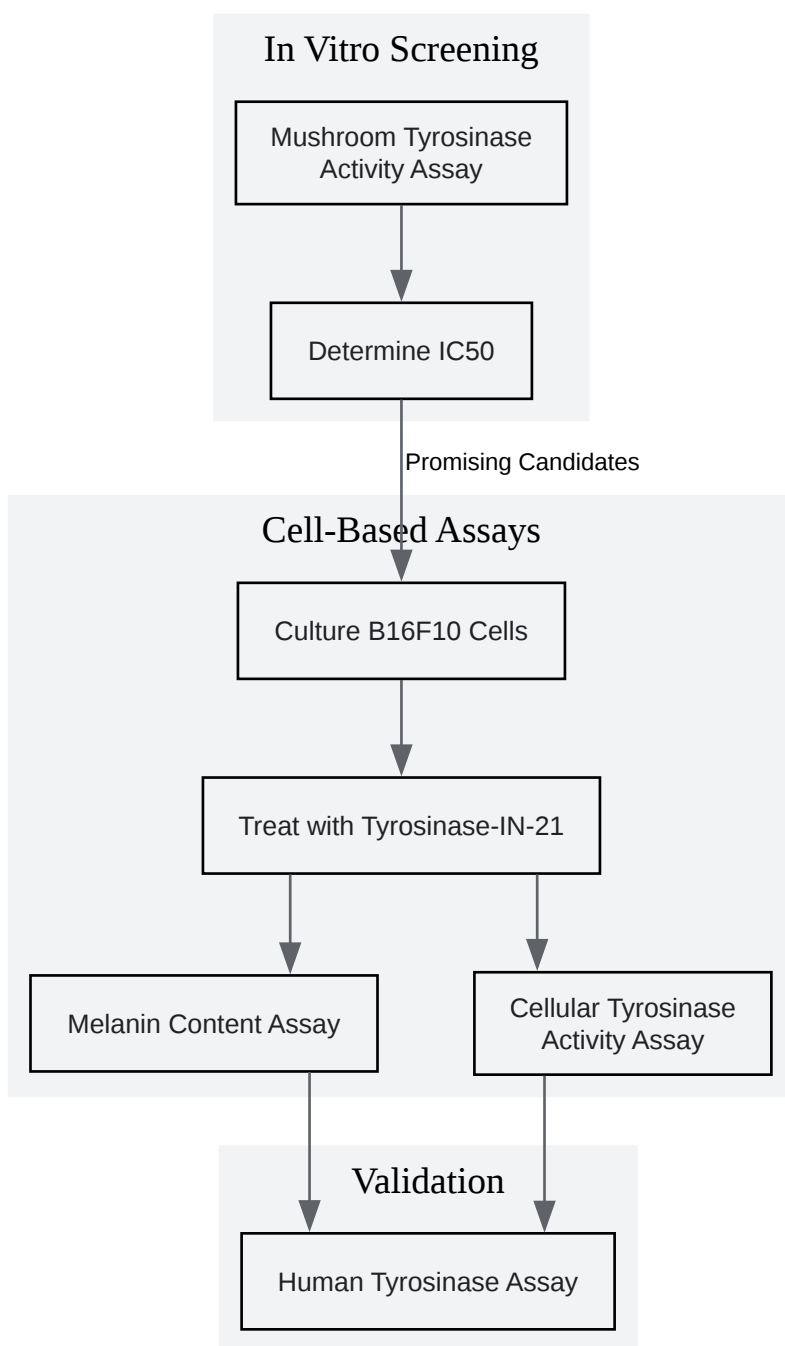 In Vitro Screening
Mushroom Tyrosinase
Activity Assay
Determine IC50
Promising Candidates
Cell-Based Assays
Culture B16F10 Cells
Treat with Tyrosinase-IN-21
Melanin Content Assay
Cellular Tyrosinase
Activity Assay
Validation
Human Tyrosinase Assay